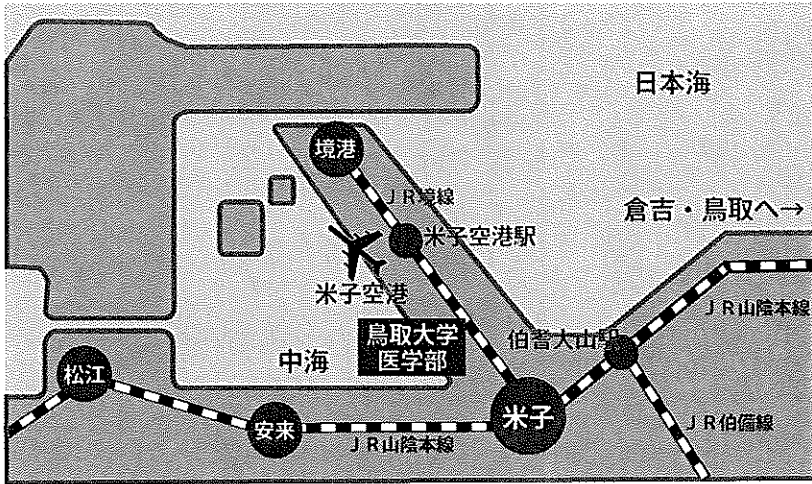 日本海
境港
JR境線
倉吉・鳥取へ→
米子空港駅
米子空港
JR山陰本線
鳥取大学
医学部
伯耆大山駅
中海
松江
米子
安来
JR山陰本線
JR伯備線